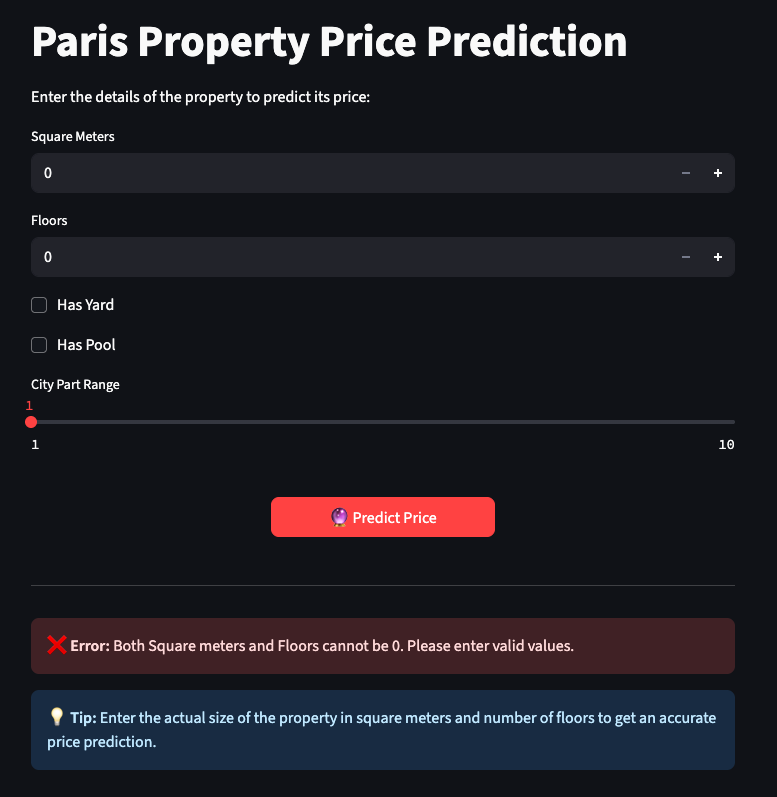 Paris Property Price Prediction
Enter the details of the property to predict its price:
Square Meters
0 − +
Floors
0 − +
Has Yard
Has Pool
City Part Range
1
1 10
🔮 Predict Price
❌ Error: Both Square meters and Floors cannot be 0. Please enter valid values.
💡 Tip: Enter the actual size of the property in square meters and number of floors to get an accurate
price prediction.